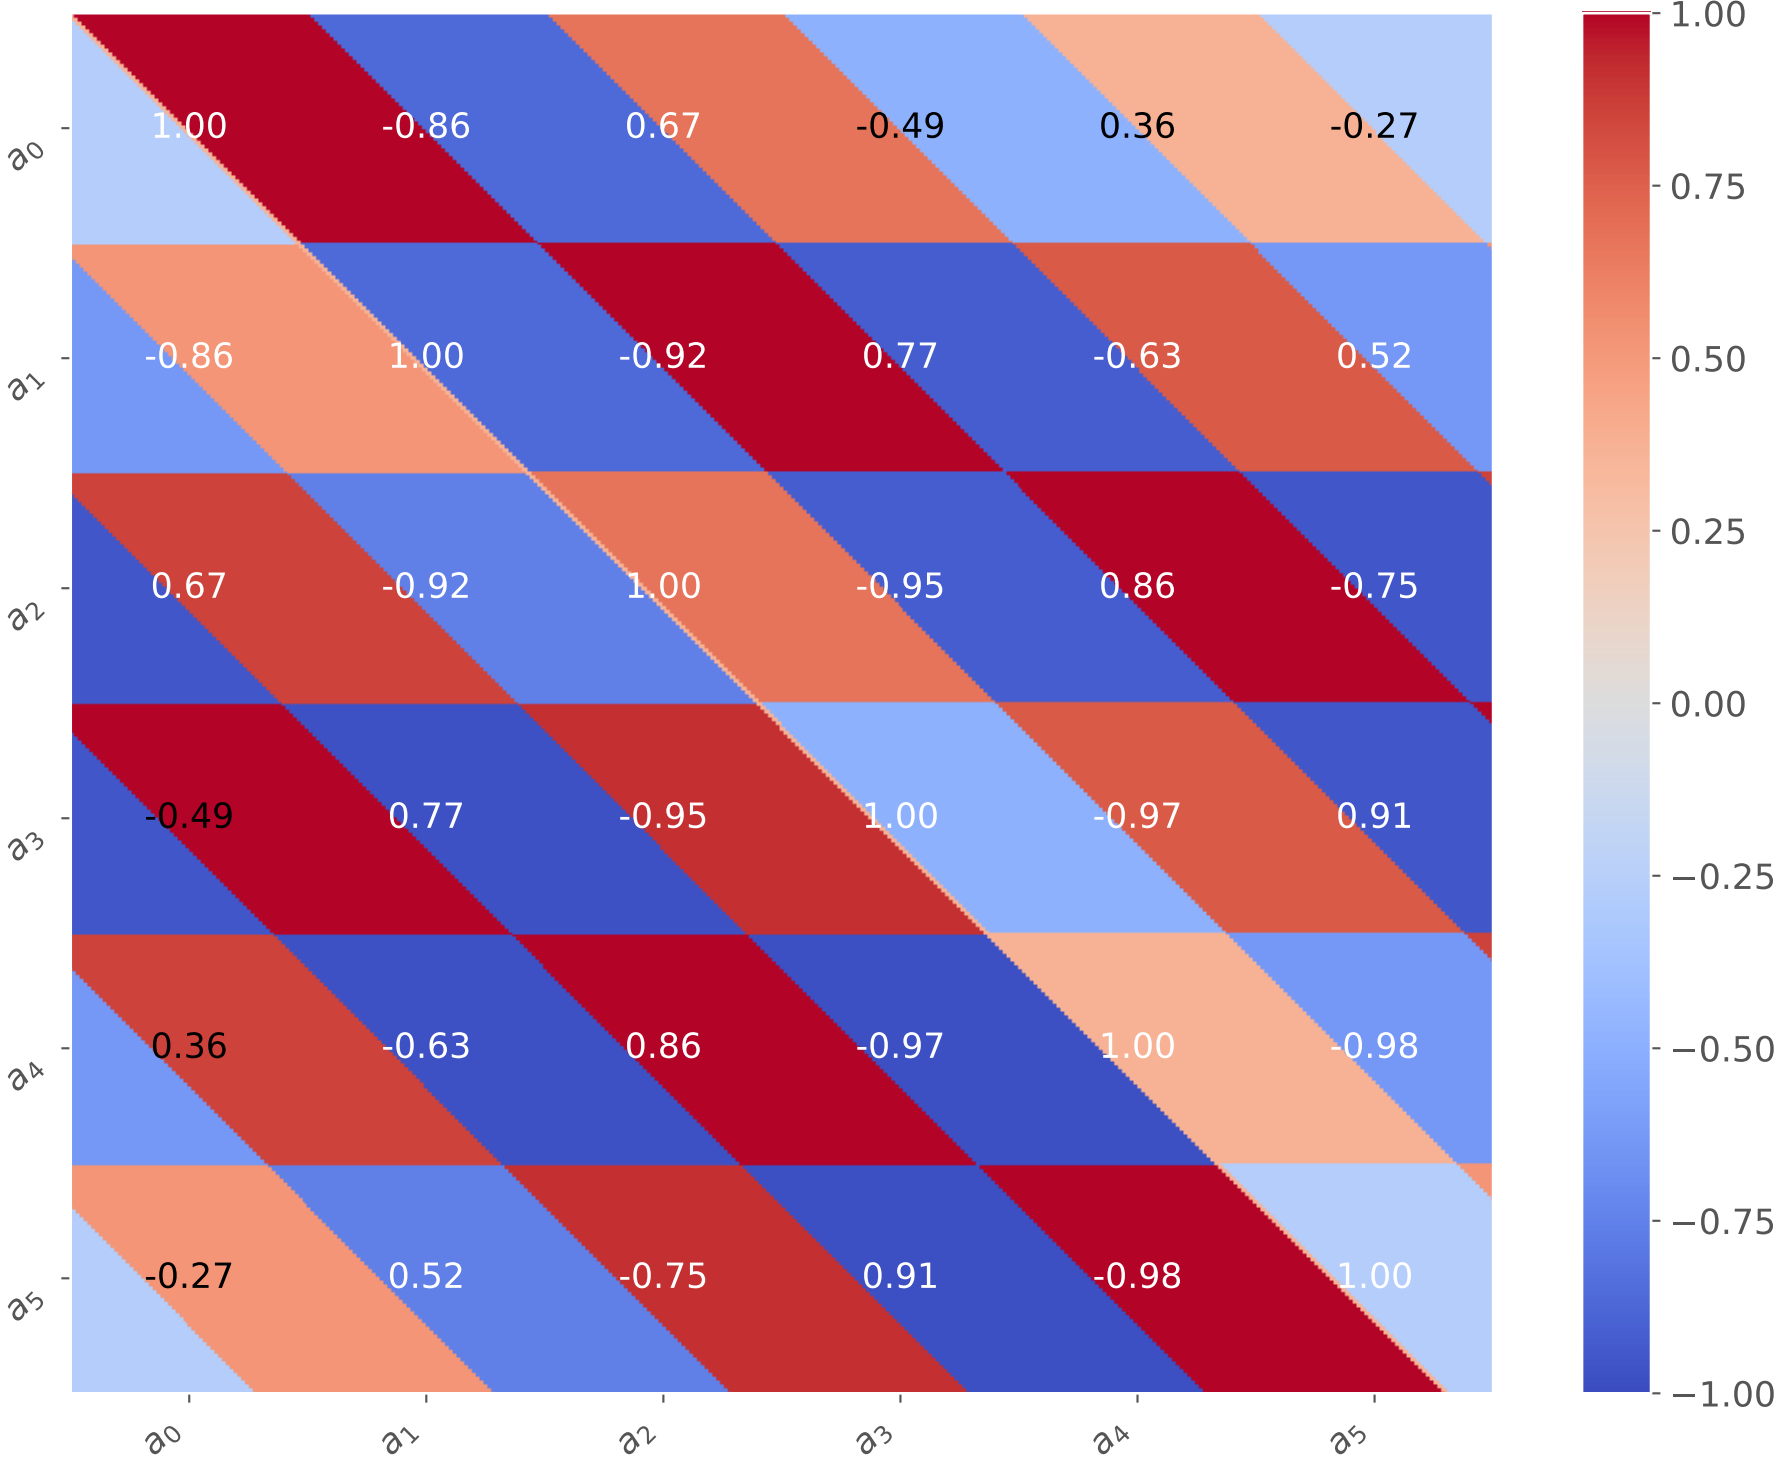 1.00
a0 1.00 -0.86 0.67 -0.49 0.36 -0.27
0.75
a1 -0.86 1.00 -0.92 0.77 -0.63 0.52
0.50
0.25
a2 0.67 -0.92 1.00 -0.95 0.86 -0.75
0.00
a3 -0.49 0.77 -0.95 1.00 -0.97 0.91
−0.25
a4 0.36 -0.63 0.86 -0.97 1.00 -0.98
−0.50
−0.75
a5 -0.27 0.52 -0.75 0.91 -0.98 1.00
−1.00
a0 a1 a2 a3 a4 a5